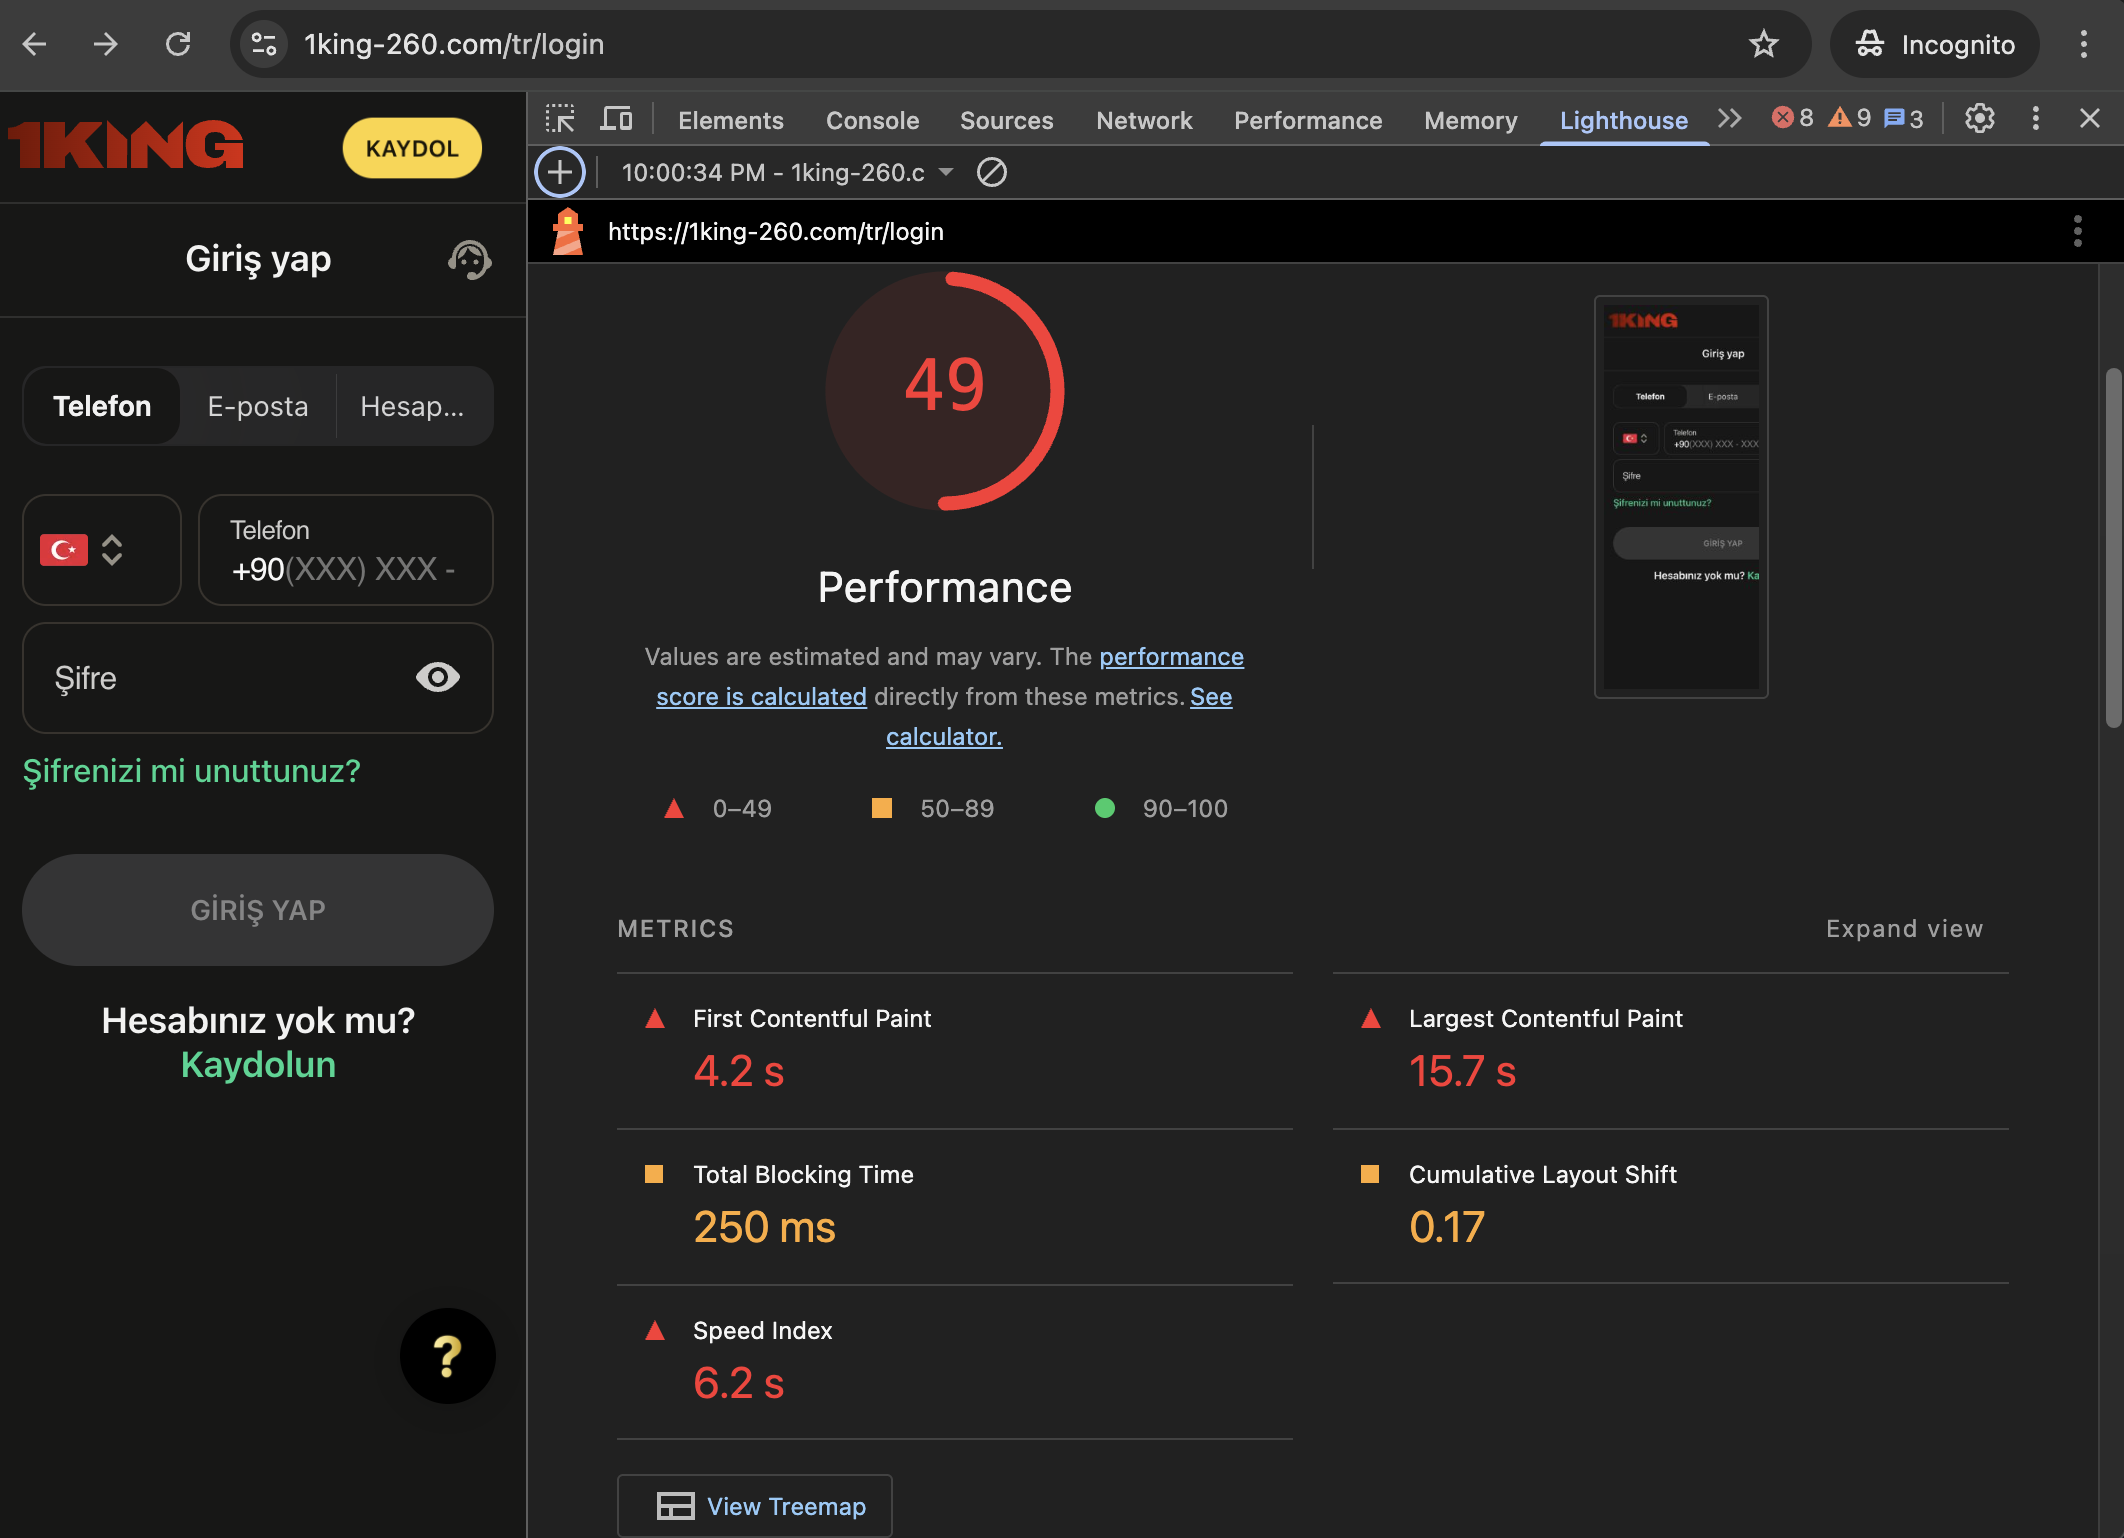 1king-260.com/tr/login
Incognito
1KING
KAYDOL
Giriş yap
Telefon
E-posta
Hesap...
Telefon
+90(XXX) XXX -
Şifre
Şifrenizi mi unuttunuz?
GİRİŞ YAP
Hesabınız yok mu?
Kaydolun
?
Elements
Console
Sources
Network
Performance
Memory
Lighthouse
8
9
3
10:00:34 PM - 1king-260.c
https://1king-260.com/tr/login
49
Performance
Values are estimated and may vary. The performance
score is calculated directly from these metrics. See
calculator.
0–49
50–89
90–100
1KING
Giriş yap
Telefon
E-posta
Telefon
+90(XXX) XXX - XXX
Şifre
Şifrenizi mi unuttunuz?
GİRİŞ YAP
Hesabınız yok mu? Ka
METRICS
Expand view
First Contentful Paint
4.2 s
Largest Contentful Paint
15.7 s
Total Blocking Time
250 ms
Cumulative Layout Shift
0.17
Speed Index
6.2 s
View Treemap